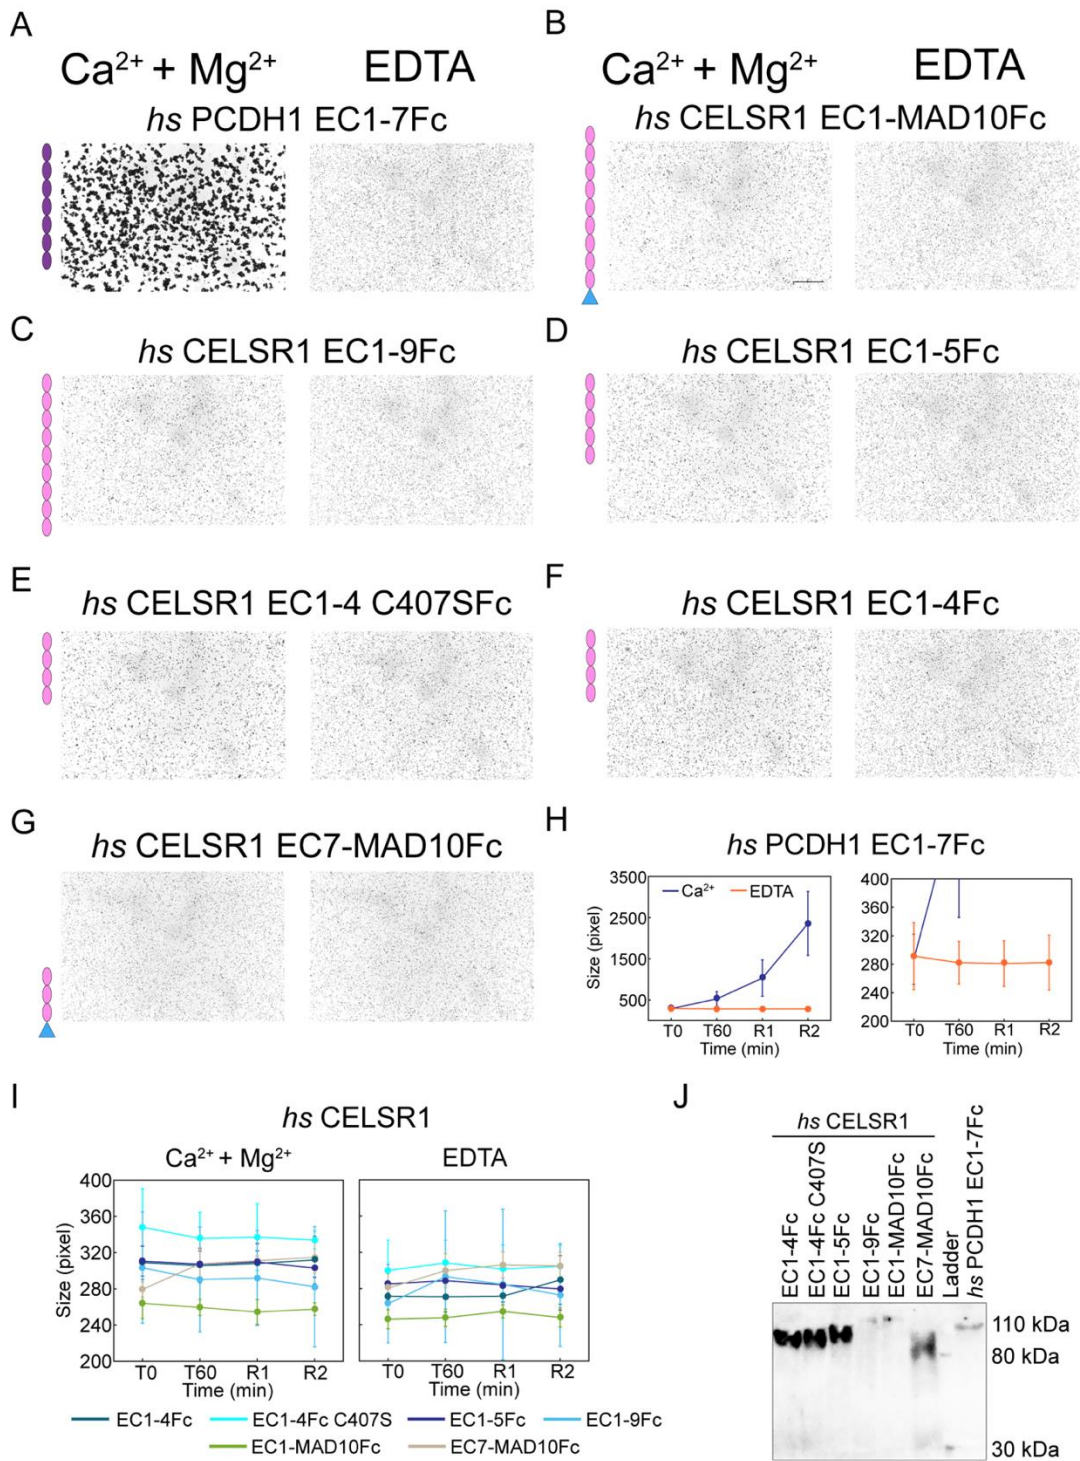 A
Ca²⁺ + Mg²⁺ EDTA
hs PCDH1 EC1-7Fc
B
Ca²⁺ + Mg²⁺ EDTA
hs CELSR1 EC1-MAD10Fc
C
hs CELSR1 EC1-9Fc
D
hs CELSR1 EC1-5Fc
E
hs CELSR1 EC1-4 C407SFc
F
hs CELSR1 EC1-4Fc
G
hs CELSR1 EC7-MAD10Fc
H
hs PCDH1 EC1-7Fc
Size (pixel)
3500
2500
1500
500
Ca²⁺ EDTA
T0 T60 R1 R2
Time (min)
400
360
320
280
240
200
T0 T60 R1 R2
Time (min)
I
hs CELSR1
Ca²⁺ + Mg²⁺ EDTA
Size (pixel)
400
360
320
280
240
200
T0 T60 R1 R2
Time (min)
T0 T60 R1 R2
Time (min)
EC1-4Fc EC1-4Fc C407S EC1-5Fc EC1-9Fc
EC1-MAD10Fc EC7-MAD10Fc
J
hs CELSR1
EC1-4Fc
EC1-4Fc C407S
EC1-5Fc
EC1-9Fc
EC1-MAD10Fc
EC7-MAD10Fc
Ladder
hs PCDH1 EC1-7Fc
110 kDa
80 kDa
30 kDa